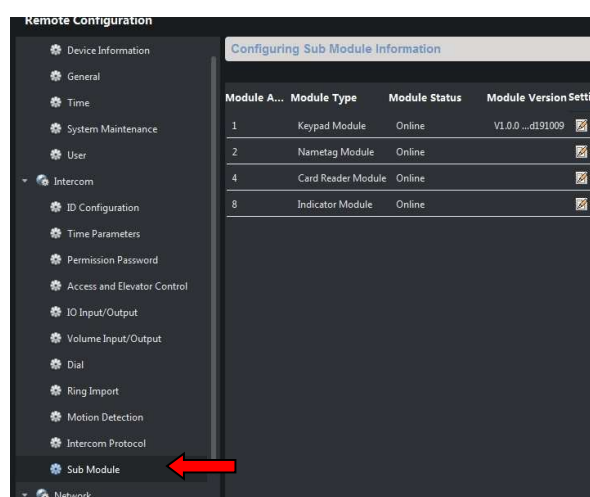 Remote Configuration
Device Information
General
Time
System Maintenance
User
Intercom
ID Configuration
Time Parameters
Permission Password
Access and Elevator Control
IO Input/Output
Volume Input/Output
Dial
Ring Import
Motion Detection
Intercom Protocol
Sub Module
Network
Configuring Sub Module Information
Module A... Module Type Module Status Module Version Setti
1 Keypad Module Online V1.0.0 ...d191009
2 Nametag Module Online
4 Card Reader Module Online
8 Indicator Module Online